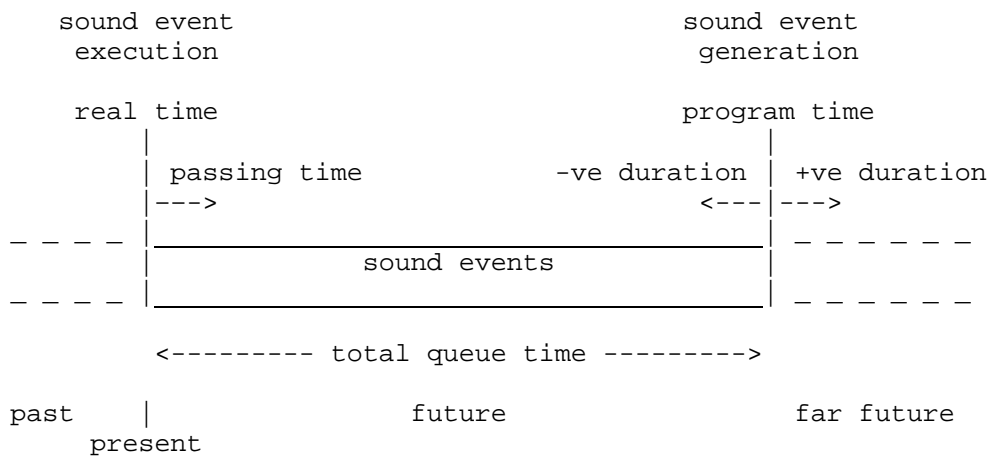 sound event sound event
execution generation
real time program time
passing time -ve duration +ve duration
|---> <---|--->
sound events
<--------- total queue time --------->
past | future far future
present